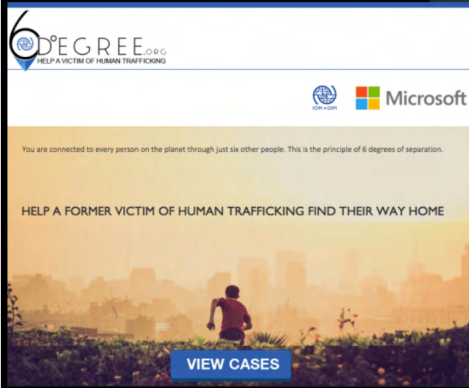 6DEGREE.ORG
HELP A VICTIM OF HUMAN TRAFFICKING
IOM • OIM
Microsoft
You are connected to every person on the planet through just six other people. This is the principle of 6 degrees of separation.
HELP A FORMER VICTIM OF HUMAN TRAFFICKING FIND THEIR WAY HOME
VIEW CASES